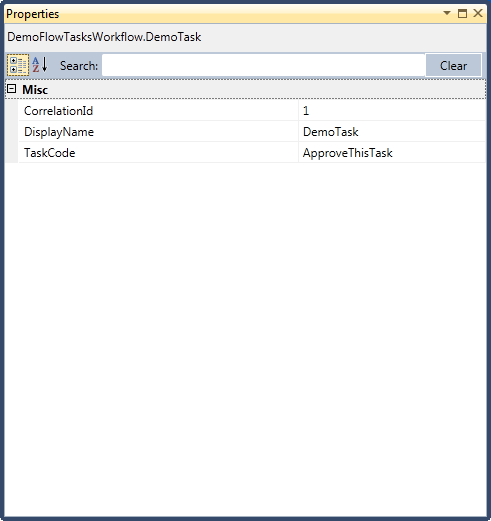 Properties
DemoFlowTasksWorkflow.DemoTask
A Z Search: Clear
Misc
CorrelationId 1
DisplayName DemoTask
TaskCode ApproveThisTask